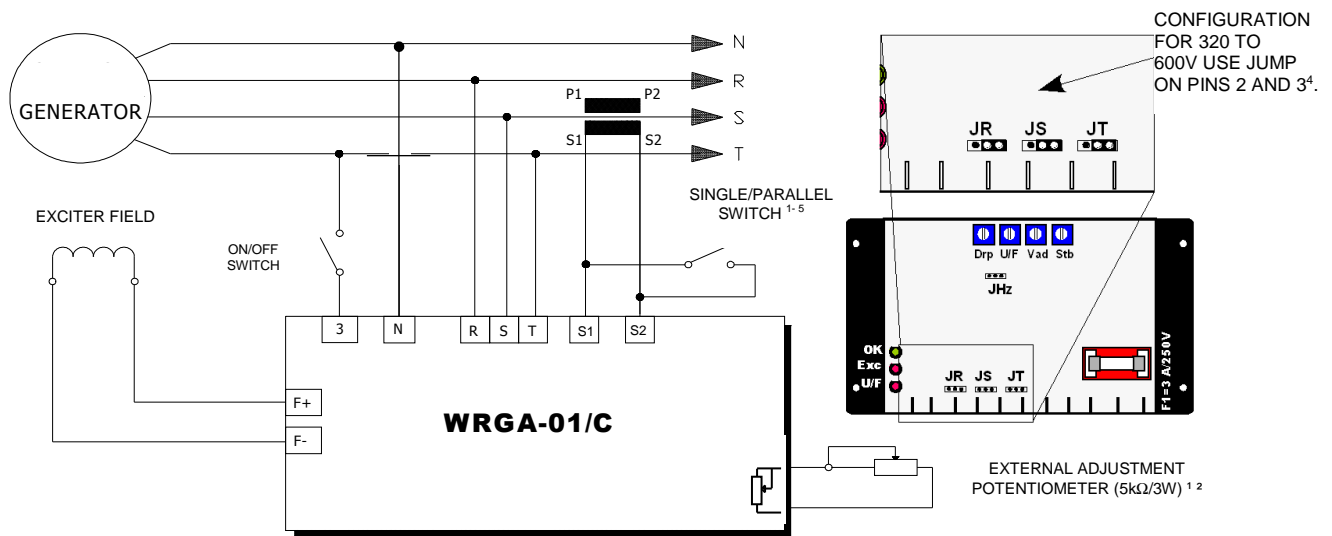 CONFIGURATION
FOR 320 TO
600V USE JUMP
ON PINS 2 AND 3⁴.
N
R
P1 P2
GENERATOR
S
JR JS JT
S1 S2
T
SINGLE/PARALLEL
SWITCH ¹⁻⁵
EXCITER FIELD
ON/OFF
SWITCH
Drp U/F Vad Stb
JHz
3 N R S T S1 S2
OK
Exc
U/F
JR JS JT
F1=3 A/250V
F+
F-
WRGA-01/C
EXTERNAL ADJUSTMENT
POTENTIOMETER (5kΩ/3W) ¹ ²